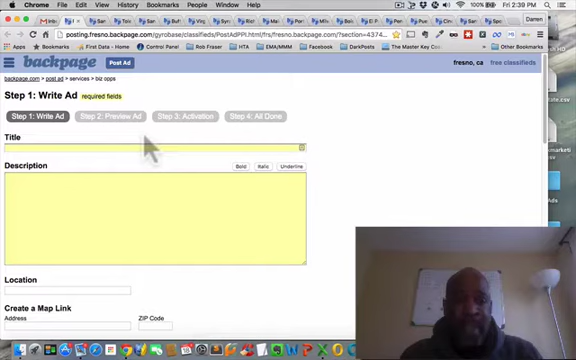 Chrome File Edit View History Bookmarks People Window Help
100% Fri 2:39 PM
Darren
posting.fresno.backpage.com/gyrobase/classifieds/PostAdPPI.html/frs/fresno.backpage.com/?section=4374
Apps First Data - Home Control Panel Rob Fraser HTO EMA/MMM Facebook The Master Key Co
Other Bookmarks
backpage Post Ad fresno, ca free classifieds
backpage.com > post ad > services > biz opps
Step 1: Write Ad required fields
Step 1: Write Ad Step 2: Preview Ad Step 3: Activation Step 4: All Done
Title
Description Bold Italic Underline
Location
Create a Map Link
Address ZIP Code